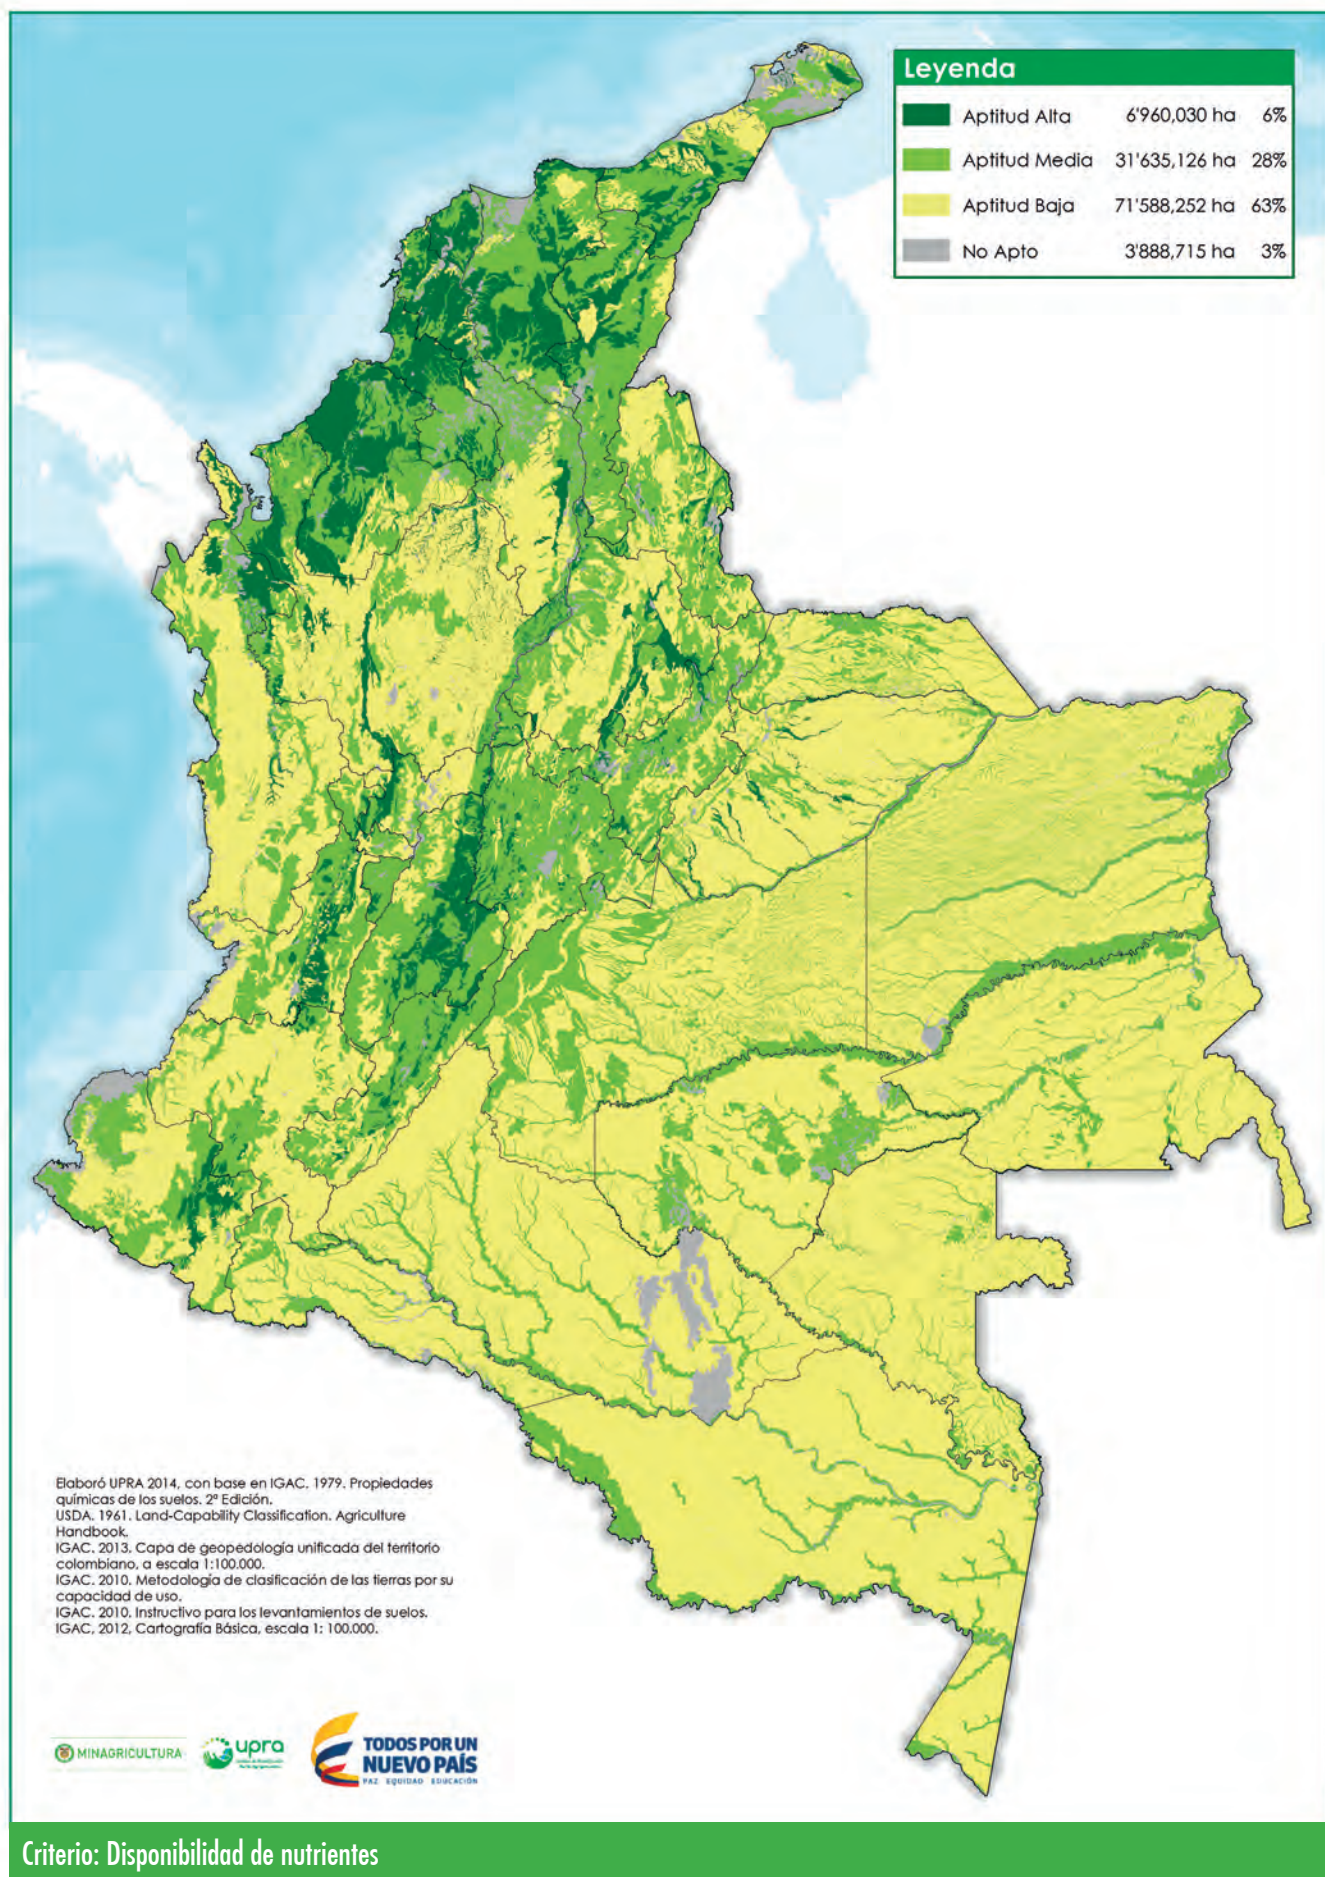 Leyenda
Aptitud Alta 6'960,030 ha 6%
Aptitud Media 31'635,126 ha 28%
Aptitud Baja 71'588,252 ha 63%
No Apto 3'888,715 ha 3%
Elaboró UPRA 2014, con base en IGAC. 1979. Propiedades
químicas de los suelos. 2ª Edición.
USDA. 1961. Land-Capability Classification. Agriculture
Handbook.
IGAC. 2013. Capa de geopedología unificada del territorio
colombiano, a escala 1:100.000.
IGAC. 2010. Metodología de clasificación de las tierras por su
capacidad de uso.
IGAC. 2010. Instructivo para los levantamientos de suelos.
IGAC, 2012, Cartografía Básica, escala 1: 100.000.
MINAGRICULTURA
upra
TODOS POR UN
NUEVO PAÍS
PAZ EQUIDAD EDUCACIÓN
Criterio: Disponibilidad de nutrientes